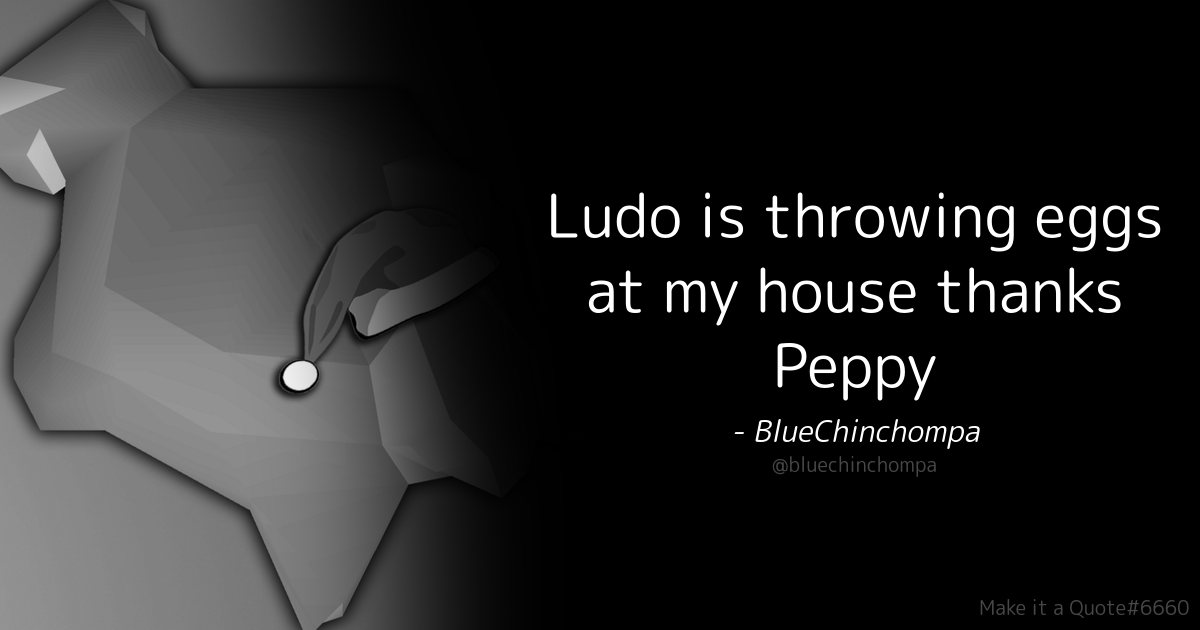 Ludo is throwing eggs
at my house thanks
Peppy
- BlueChinchompa
@bluechinchompa
Make it a Quote#6660